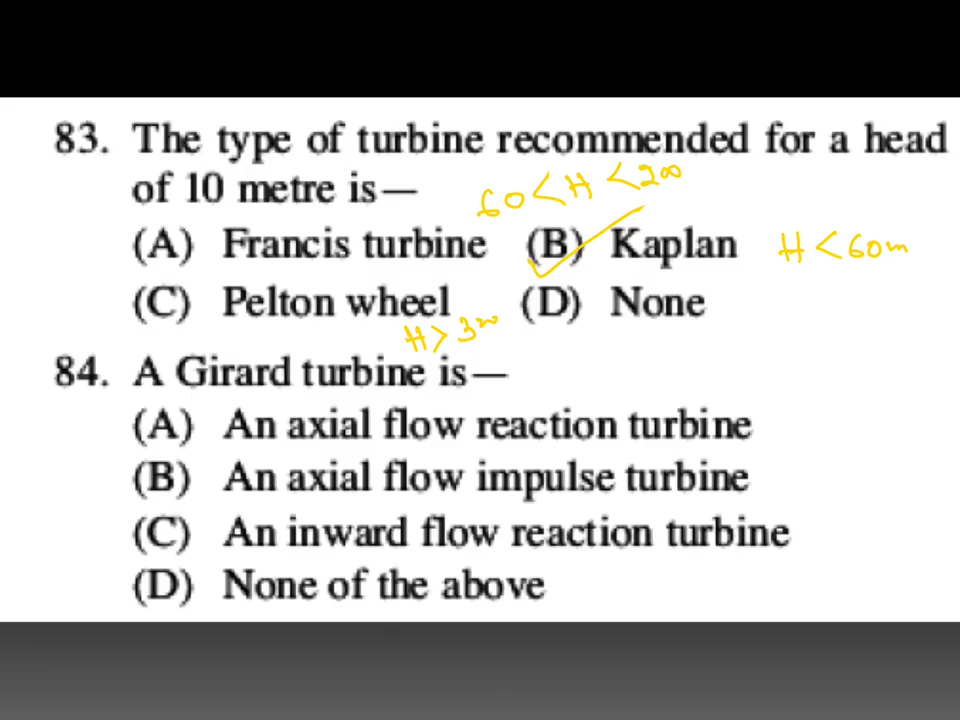 83. The type of turbine recommended for a head
of 10 metre is—
60<H<200
(A) Francis turbine (B) Kaplan H<60m
(C) Pelton wheel (D) None
H>300
84. A Girard turbine is—
(A) An axial flow reaction turbine
(B) An axial flow impulse turbine
(C) An inward flow reaction turbine
(D) None of the above